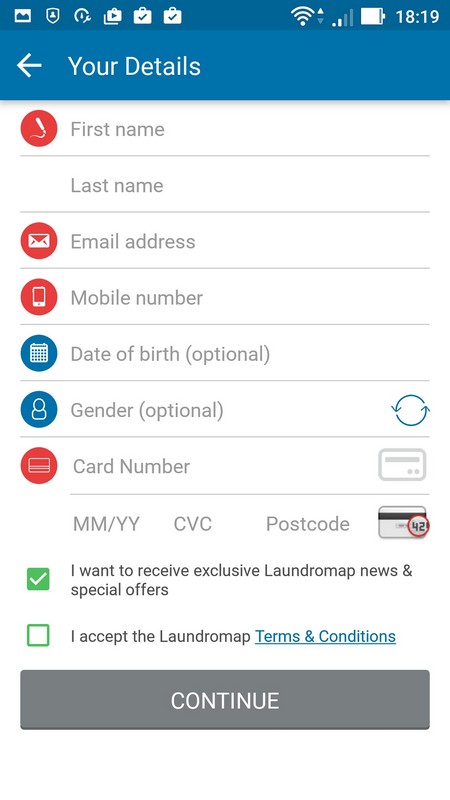 18:19
Your Details
First name
Last name
Email address
Mobile number
Date of birth (optional)
Gender (optional)
Card Number
MM/YY CVC Postcode 42
I want to receive exclusive Laundromap news &
special offers
I accept the Laundromap Terms & Conditions
CONTINUE